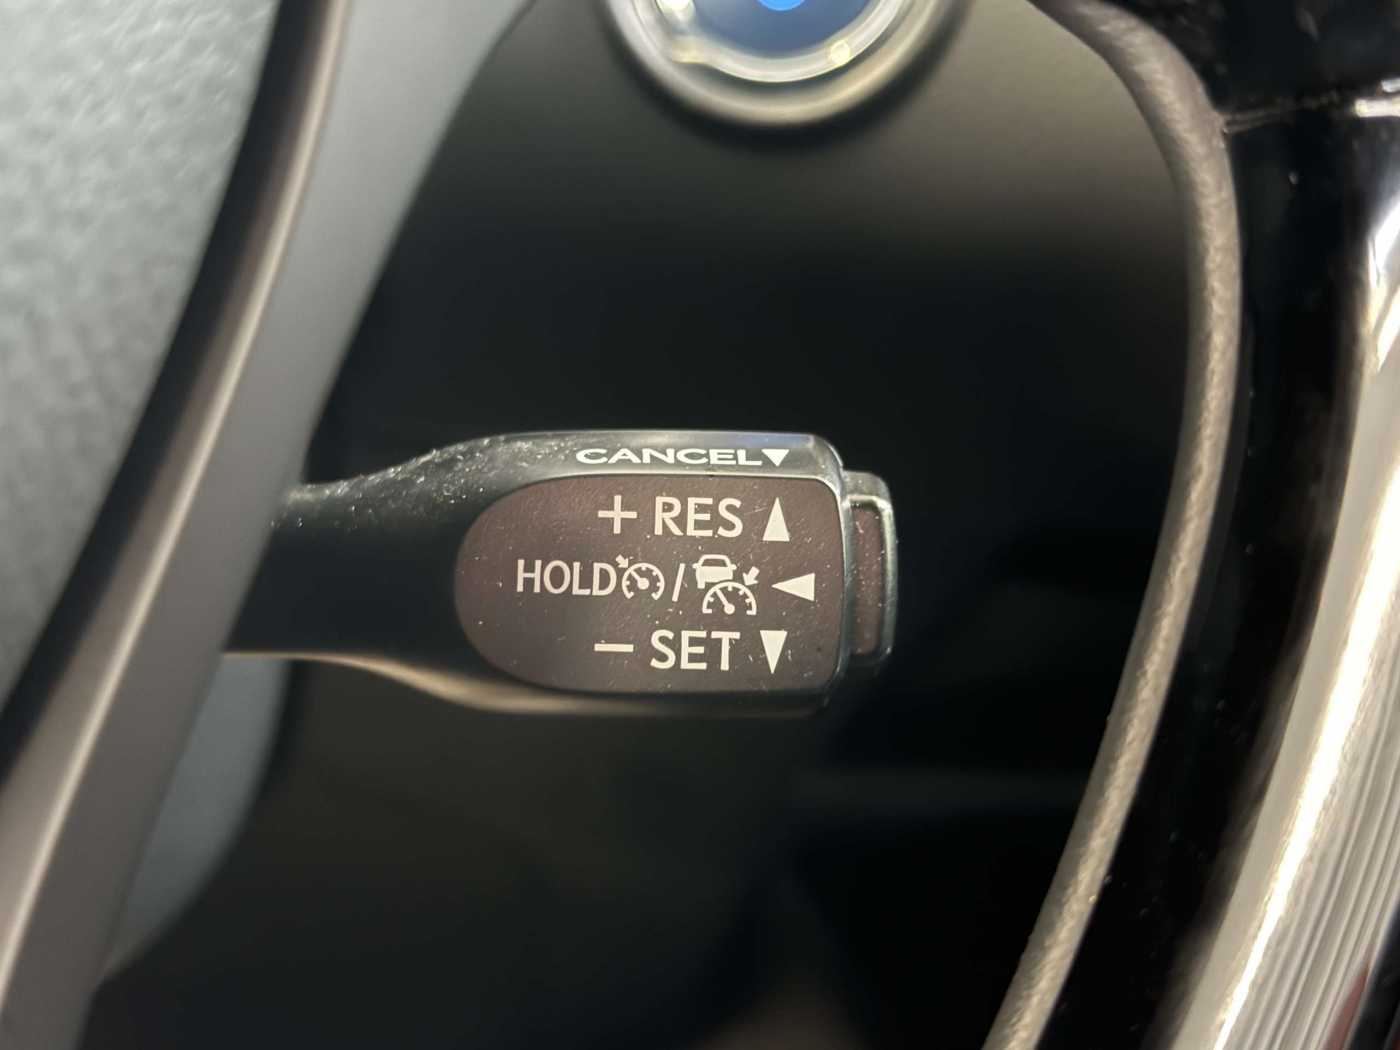 CANCEL▼
+ RES ▲
HOLD / ◀
− SET ▼